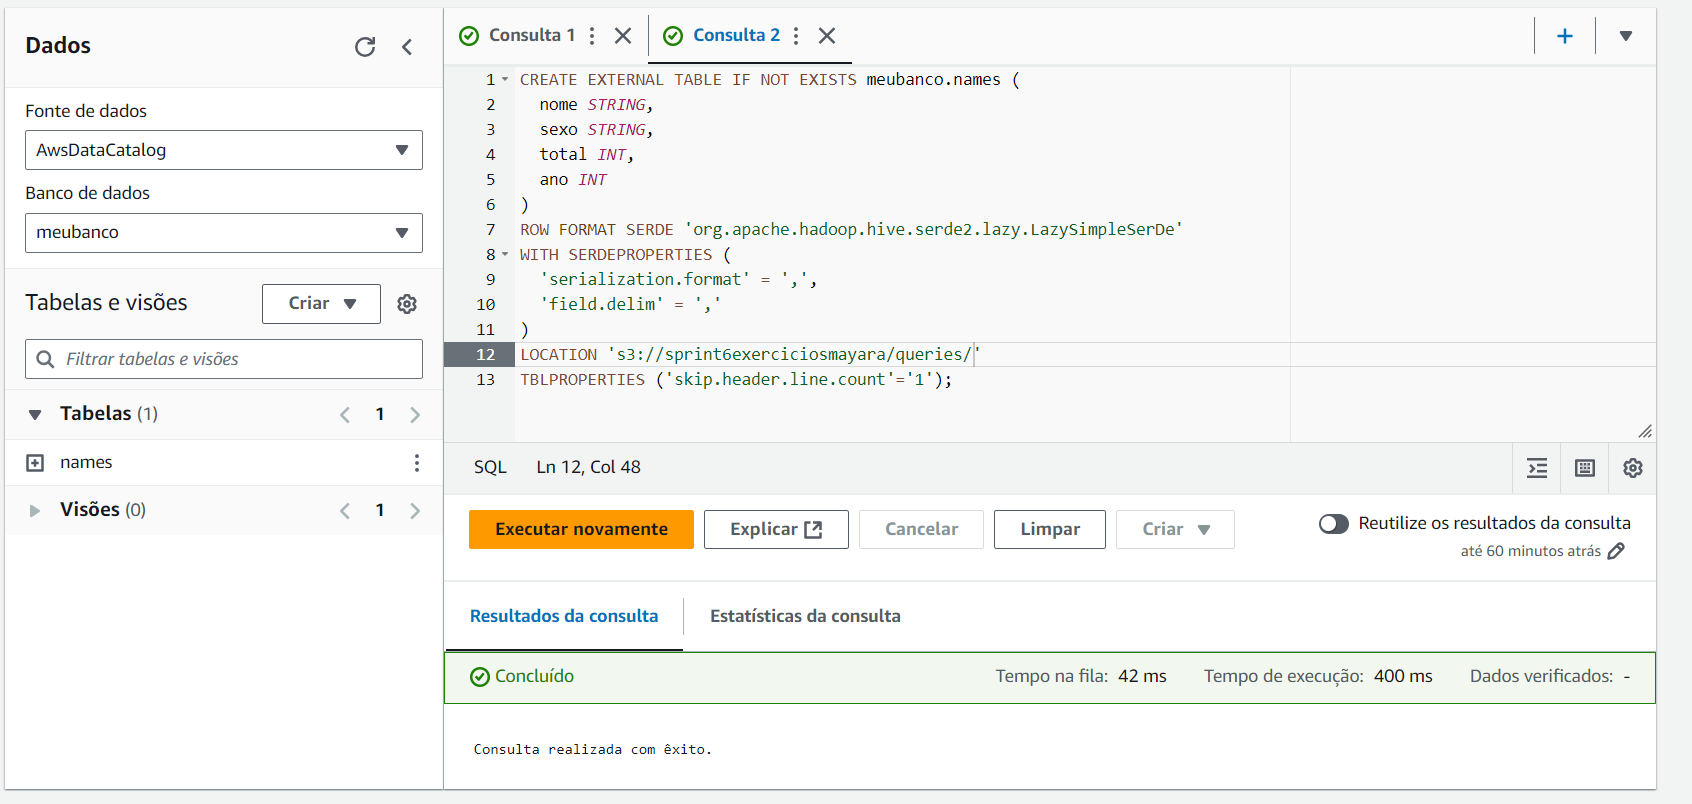 Dados
Fonte de dados
AwsDataCatalog
Banco de dados
meubanco
Tabelas e visões
Criar
Filtrar tabelas e visões
Tabelas (1)
1
names
Visões (0)
1
Consulta 1
Consulta 2
1 CREATE EXTERNAL TABLE IF NOT EXISTS meubanco.names (
2 nome STRING,
3 sexo STRING,
4 total INT,
5 ano INT
6 )
7 ROW FORMAT SERDE 'org.apache.hadoop.hive.serde2.lazy.LazySimpleSerDe'
8 WITH SERDEPROPERTIES (
9 'serialization.format' = ',',
10 'field.delim' = ','
11 )
12 LOCATION 's3://sprint6exerciciosmayara/queries/'
13 TBLPROPERTIES ('skip.header.line.count'='1');
SQL Ln 12, Col 48
Executar novamente Explicar Cancelar Limpar Criar
Reutilize os resultados da consulta
até 60 minutos atrás
Resultados da consulta Estatísticas da consulta
Concluído Tempo na fila: 42 ms Tempo de execução: 400 ms Dados verificados: -
Consulta realizada com êxito.